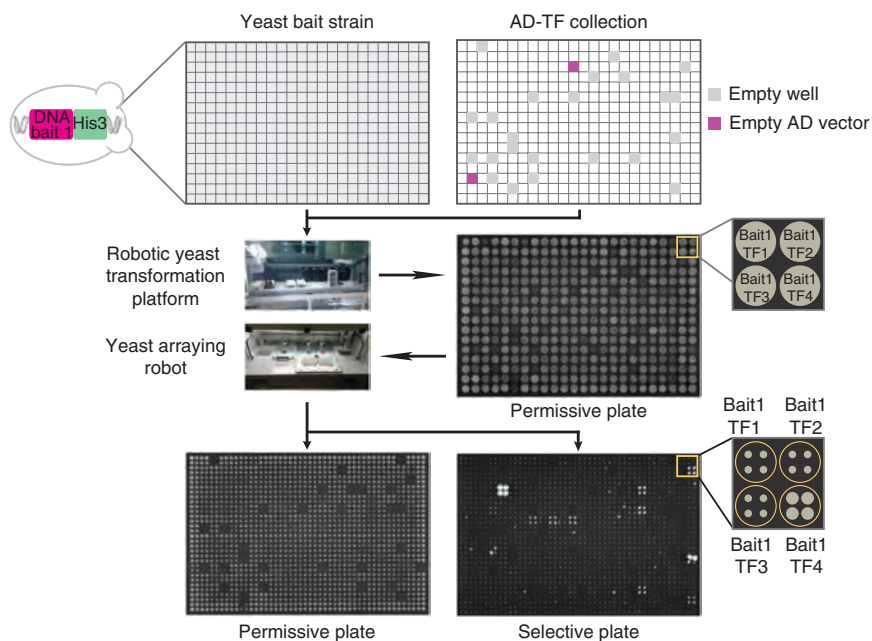 Yeast bait strain
AD-TF collection
DNA
bait 1
His3
Empty well
Empty AD vector
Robotic yeast
transformation
platform
Bait1
TF1
Bait1
TF2
Bait1
TF3
Bait1
TF4
Yeast arraying
robot
Permissive plate
Bait1
TF1
Bait1
TF2
Bait1
TF3
Bait1
TF4
Permissive plate
Selective plate